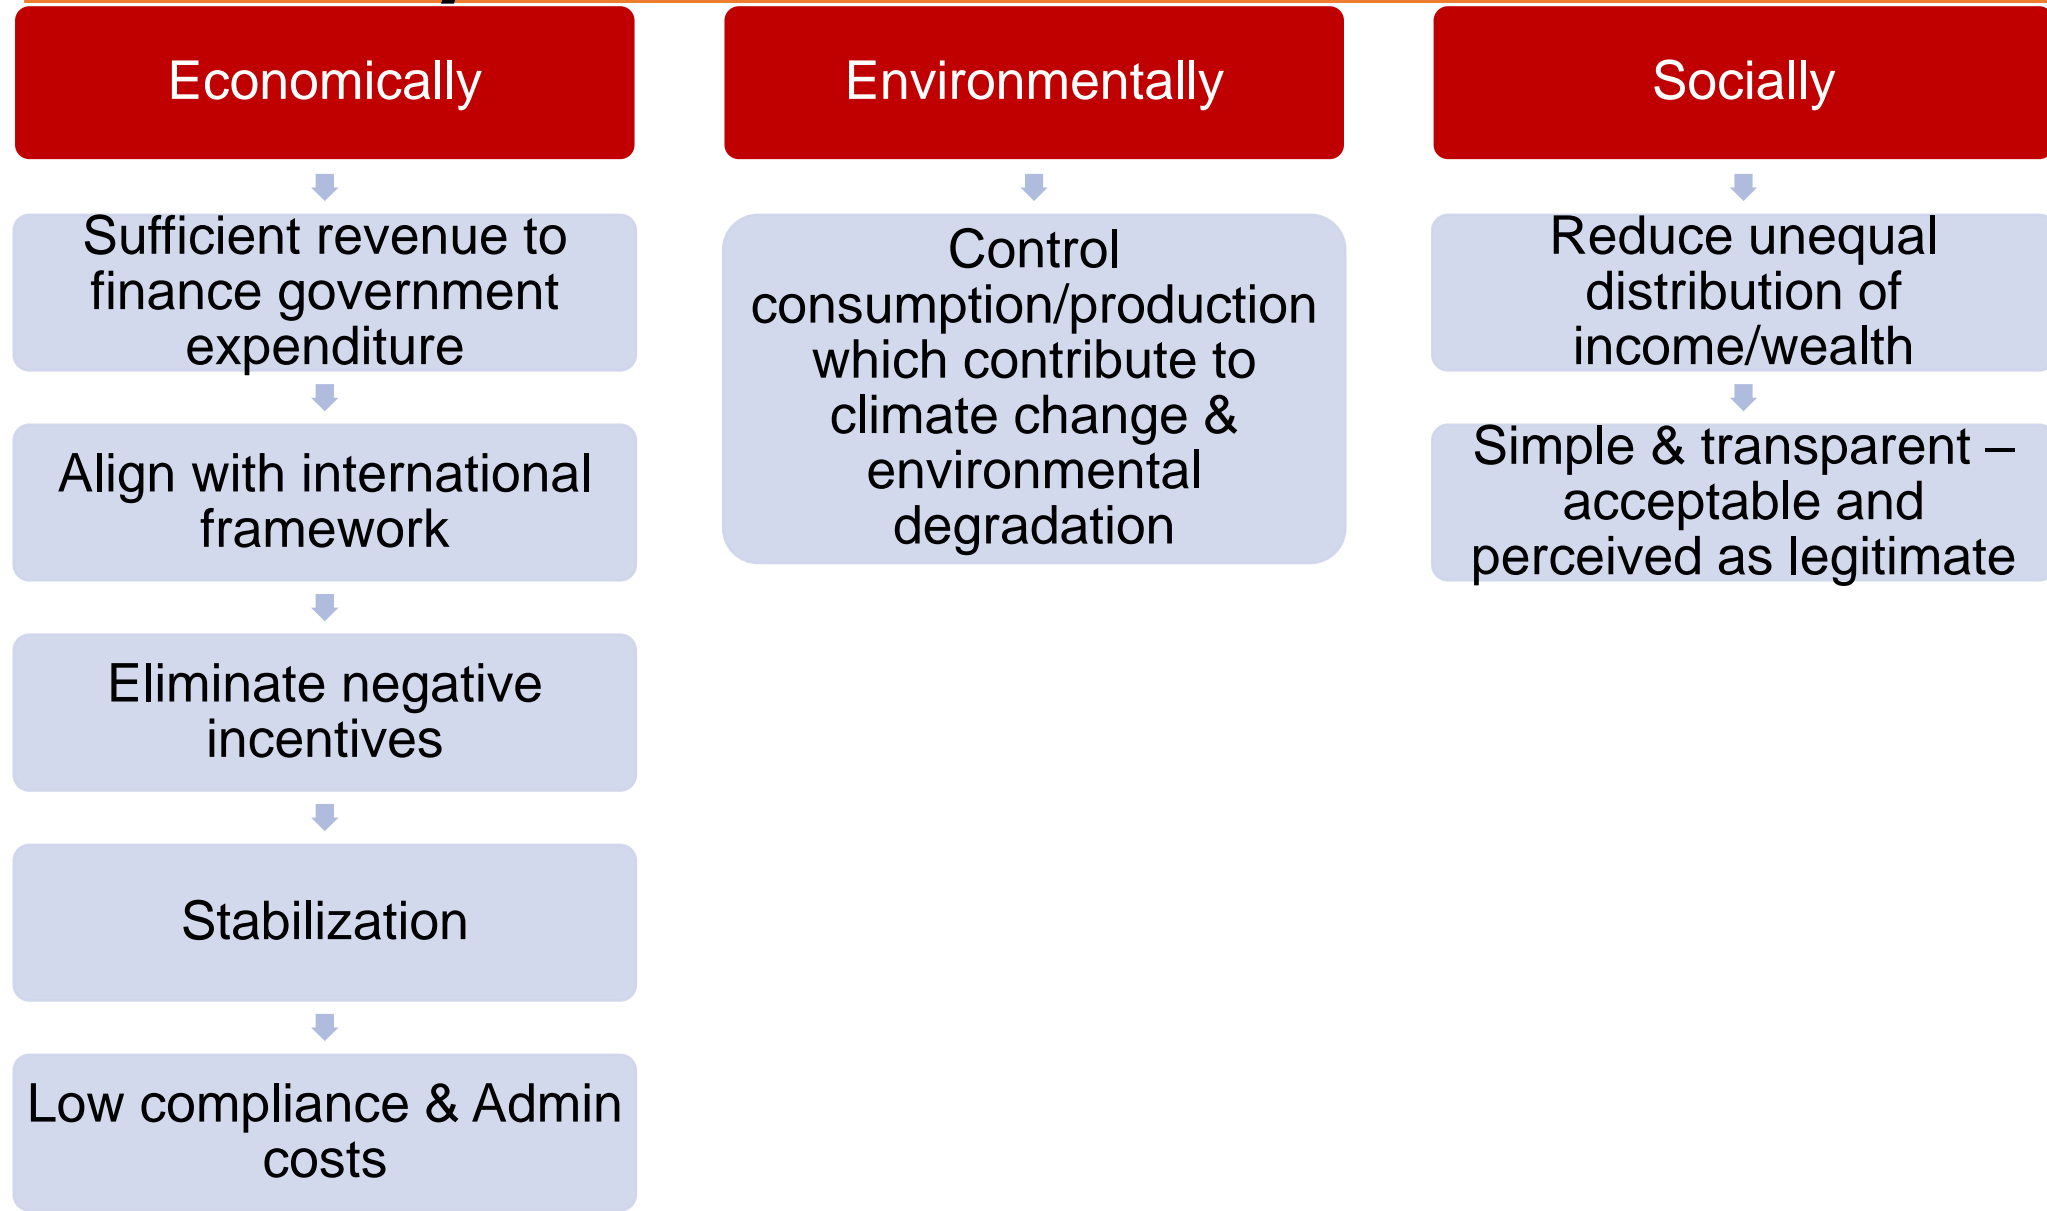 Economically
Sufficient revenue to
finance government
expenditure
Align with international
framework
Eliminate negative
incentives
Stabilization
Low compliance & Admin
costs
Environmentally
Control
consumption/production
which contribute to
climate change &
environmental
degradation
Socially
Reduce unequal
distribution of
income/wealth
Simple & transparent –
acceptable and
perceived as legitimate